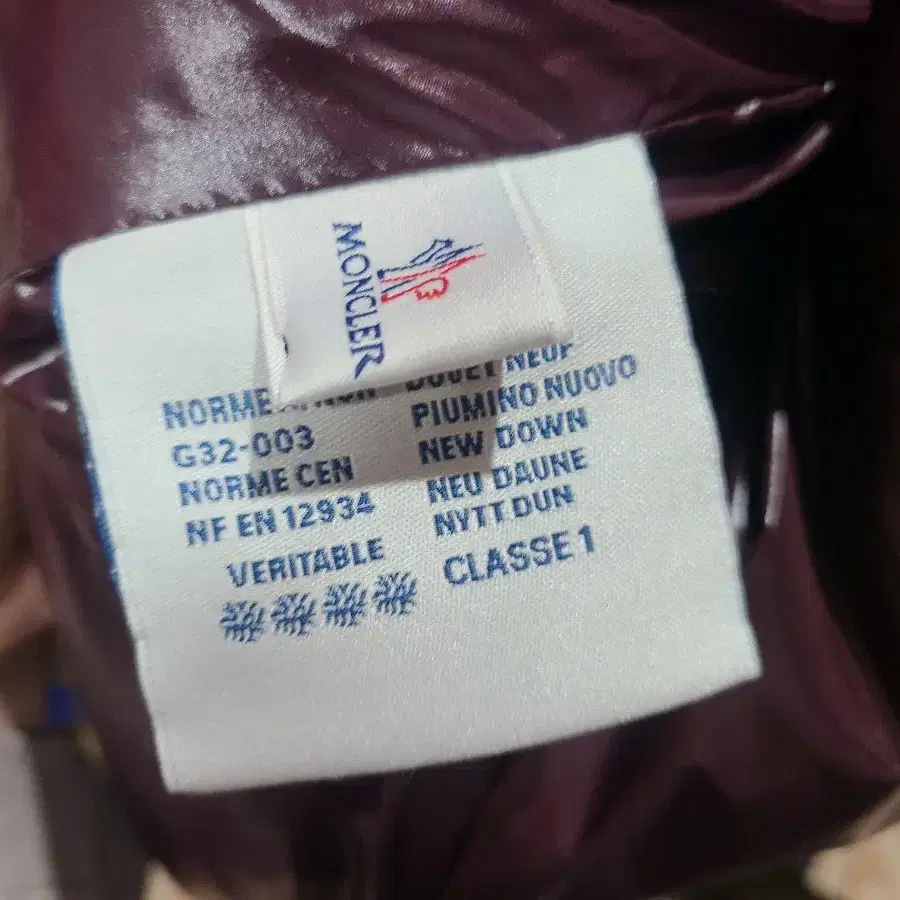 MONCLER
NORME
G32-003
NORME CEN
NF EN 12934
VERITABLE
DUVET NEUF
PIUMINO NUOVO
NEW DOWN
NEU DAUNE
NYTT DUN
CLASSE 1